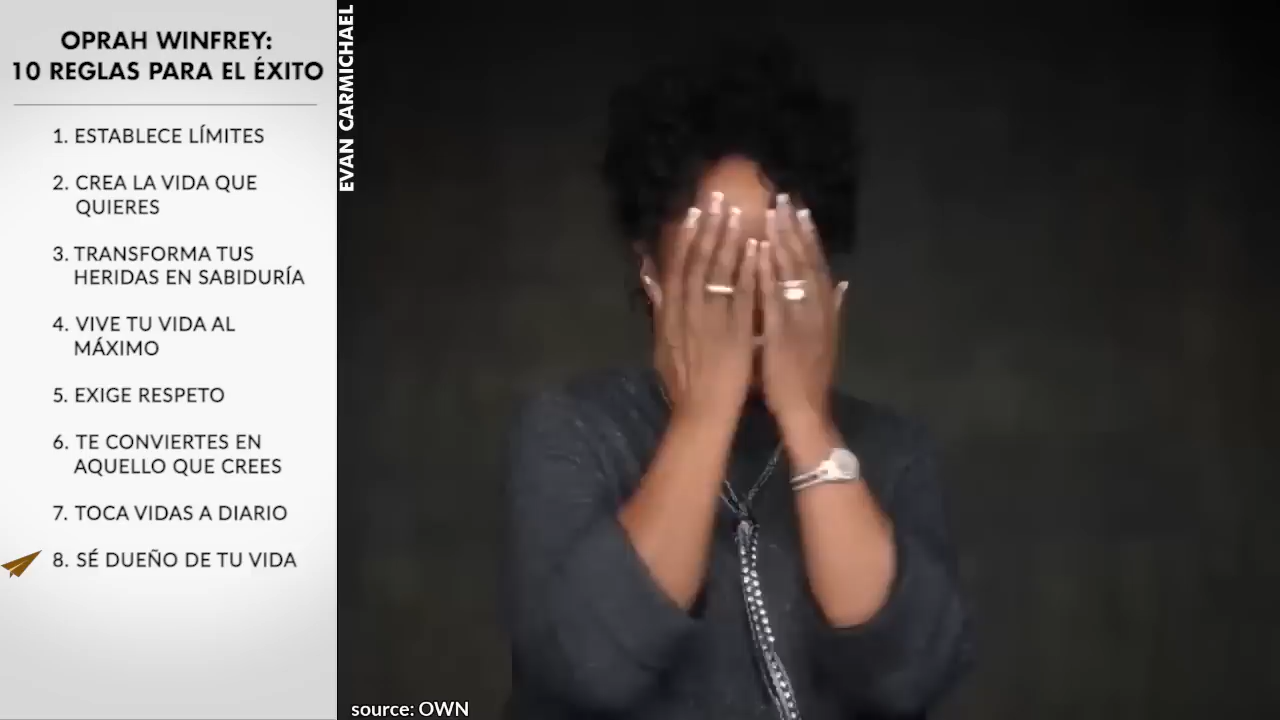 OPRAH WINFREY:
10 REGLAS PARA EL ÉXITO
1. ESTABLECE LÍMITES
2. CREA LA VIDA QUE
QUIERES
3. TRANSFORMA TUS
HERIDAS EN SABIDURÍA
4. VIVE TU VIDA AL
MÁXIMO
5. EXIGE RESPETO
6. TE CONVIERTES EN
AQUELLO QUE CREES
7. TOCA VIDAS A DIARIO
8. SÉ DUEÑO DE TU VIDA
EVAN CARMICHAEL
source: OWN